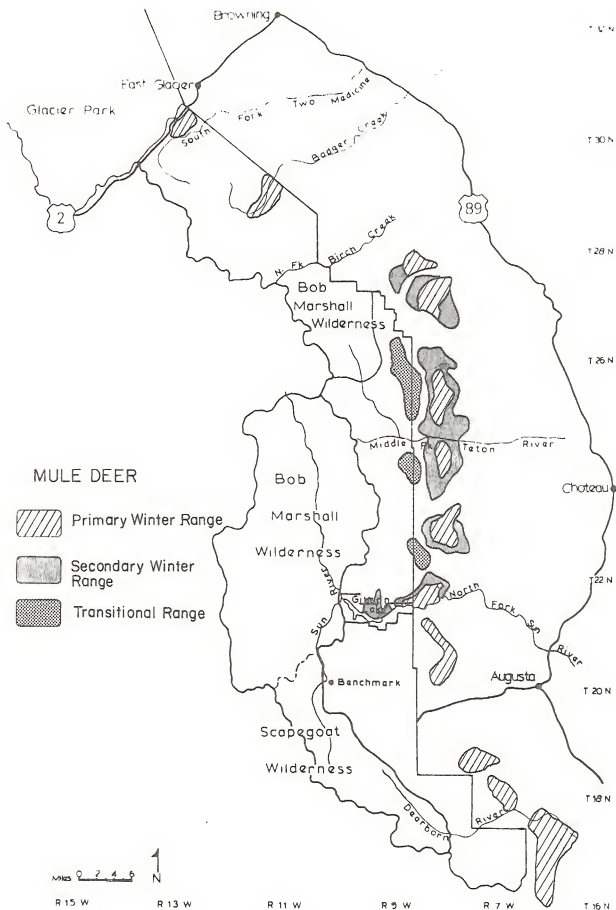 Browning
East Glacier
Glacier Park
South Fork Two Medicine
T 30 N
Badger Creek
2
89
T 28 N
N. Fk Birch Creek
Bob
Marshall
Wilderness
T 26 N
Middle Fk Teton River
MULE DEER
Choteau
Primary Winter Range
Bob
Marshall
Wilderness
Secondary Winter
Range
T 22 N
Transitional Range
Sun River
North Fork Sun River
Augusta
Benchmark
T 20 N
Scapegoat
Wilderness
T 18 N
Dearborn River
Miles 0 2 4 6
N
R 15 W R 13 W R 11 W R 9 W R 7 W T 16 N